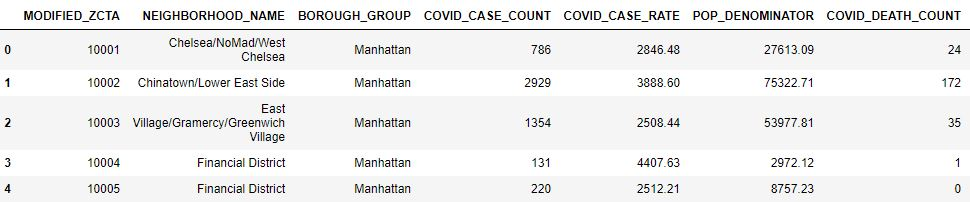 MODIFIED_ZCTA NEIGHBORHOOD_NAME BOROUGH_GROUP COVID_CASE_COUNT COVID_CASE_RATE POP_DENOMINATOR COVID_DEATH_COUNT
0 10001 Chelsea/NoMad/West Chelsea Manhattan 786 2846.48 27613.09 24
1 10002 Chinatown/Lower East Side Manhattan 2929 3888.60 75322.71 172
2 10003 East Village/Gramercy/Greenwich Village Manhattan 1354 2508.44 53977.81 35
3 10004 Financial District Manhattan 131 4407.63 2972.12 1
4 10005 Financial District Manhattan 220 2512.21 8757.23 0